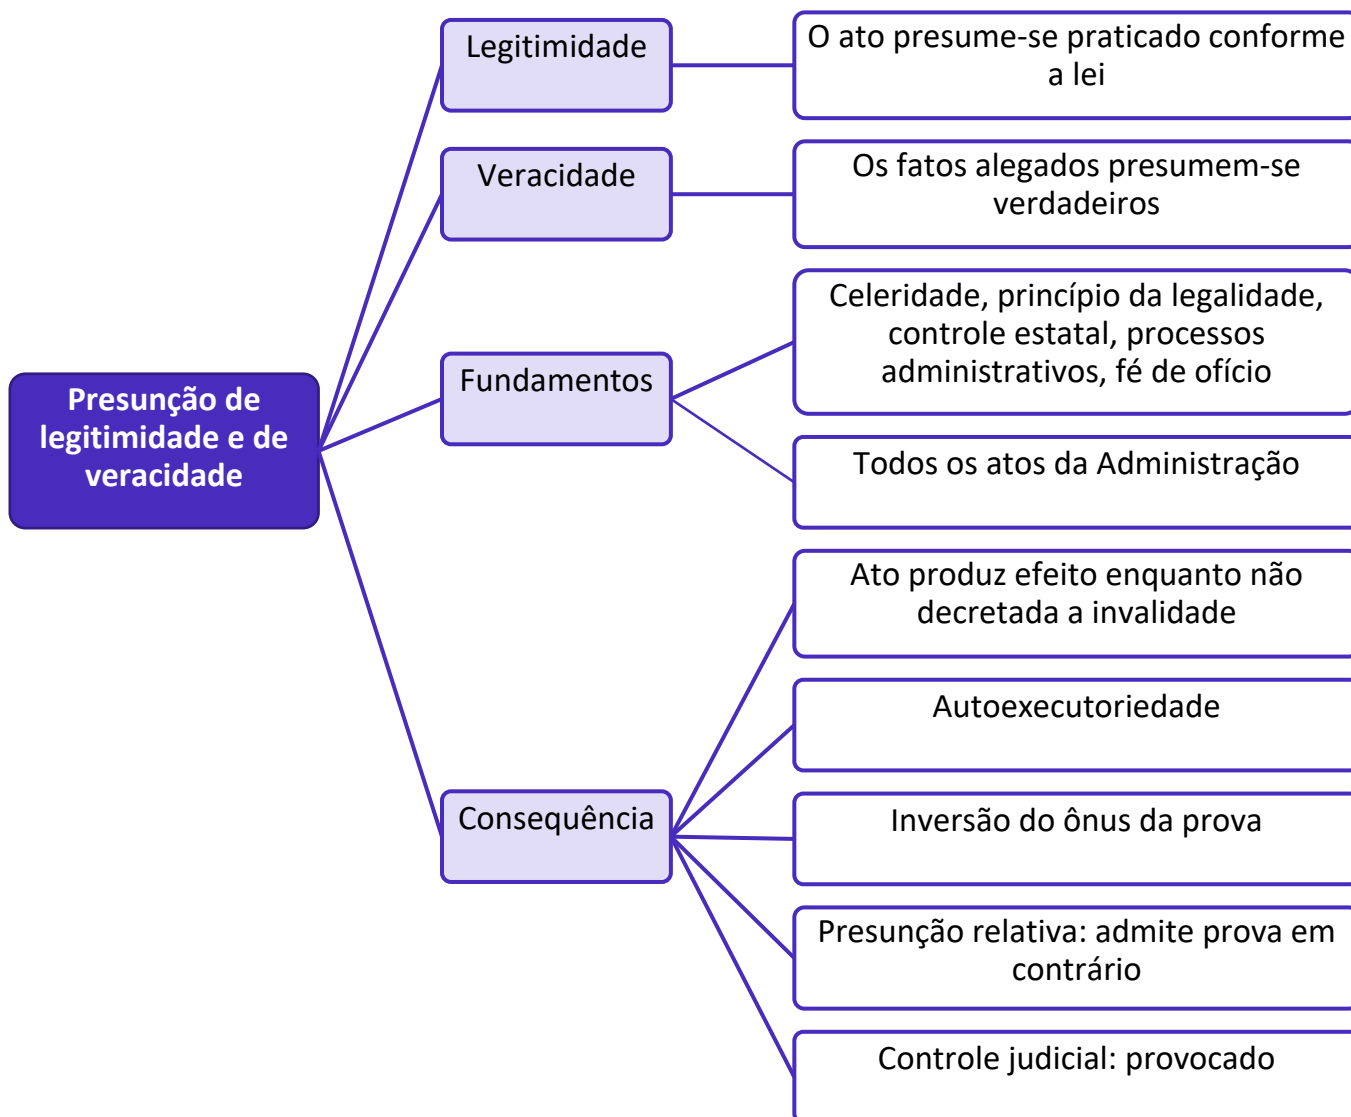 Presunção de
legitimidade e de
veracidade
Legitimidade
O ato presume-se praticado conforme
a lei
Veracidade
Os fatos alegados presumem-se
verdadeiros
Fundamentos
Celeridade, princípio da legalidade,
controle estatal, processos
administrativos, fé de ofício
Todos os atos da Administração
Consequência
Ato produz efeito enquanto não
decretada a invalidade
Autoexecutoriedade
Inversão do ônus da prova
Presunção relativa: admite prova em
contrário
Controle judicial: provocado